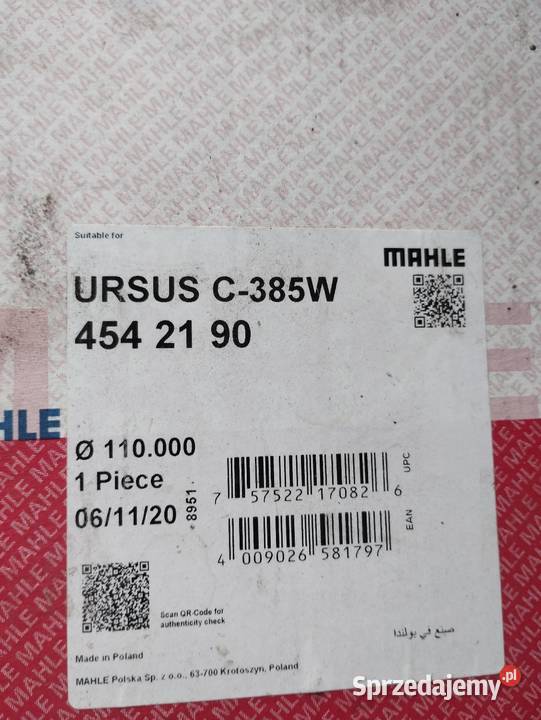 Suitable for
MAHLE
URSUS C-385W
454 21 90
MAHLE
Ø 110.000
1 Piece
06/11/20
8951
7 57522 17082 6
UPC
4 009026 581797
EAN
Scan QR-Code for
authenticity check
صنع في بولندا
Made in Poland
MAHLE Polska Sp. z o.o., 63-700 Krotoszyn, Poland
Sprzedajemy.pl